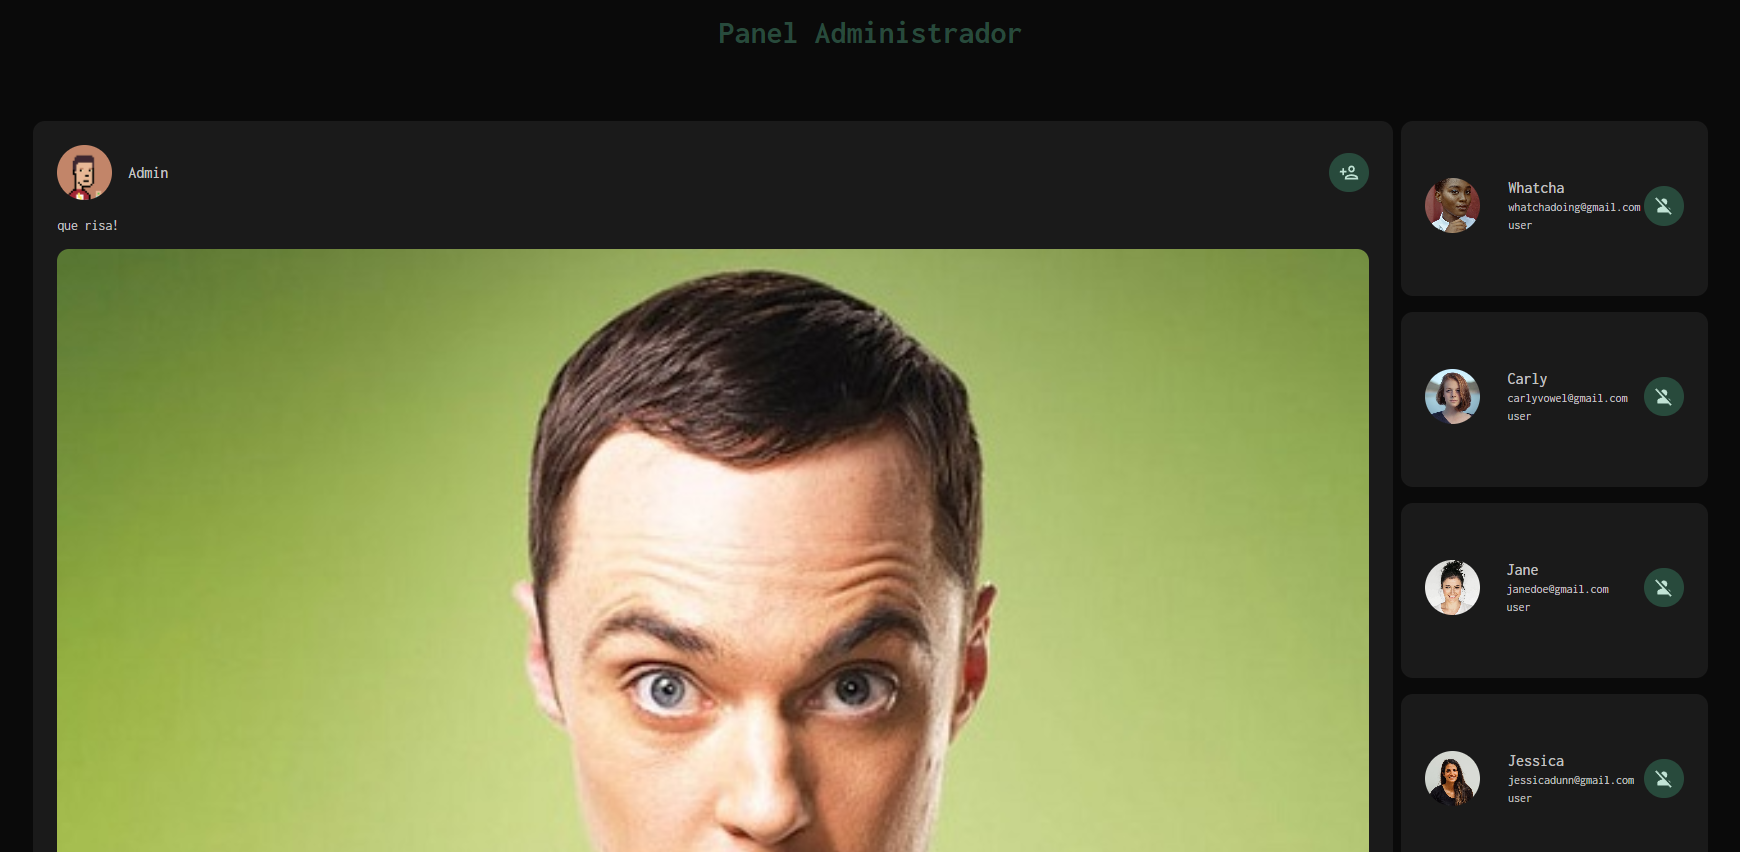 Panel Administrador
Admin
que risa!
Whatcha
whatchadoing@gmail.com
user
Carly
carlyvowel@gmail.com
user
Jane
janedoe@gmail.com
user
Jessica
jessicadunn@gmail.com
user